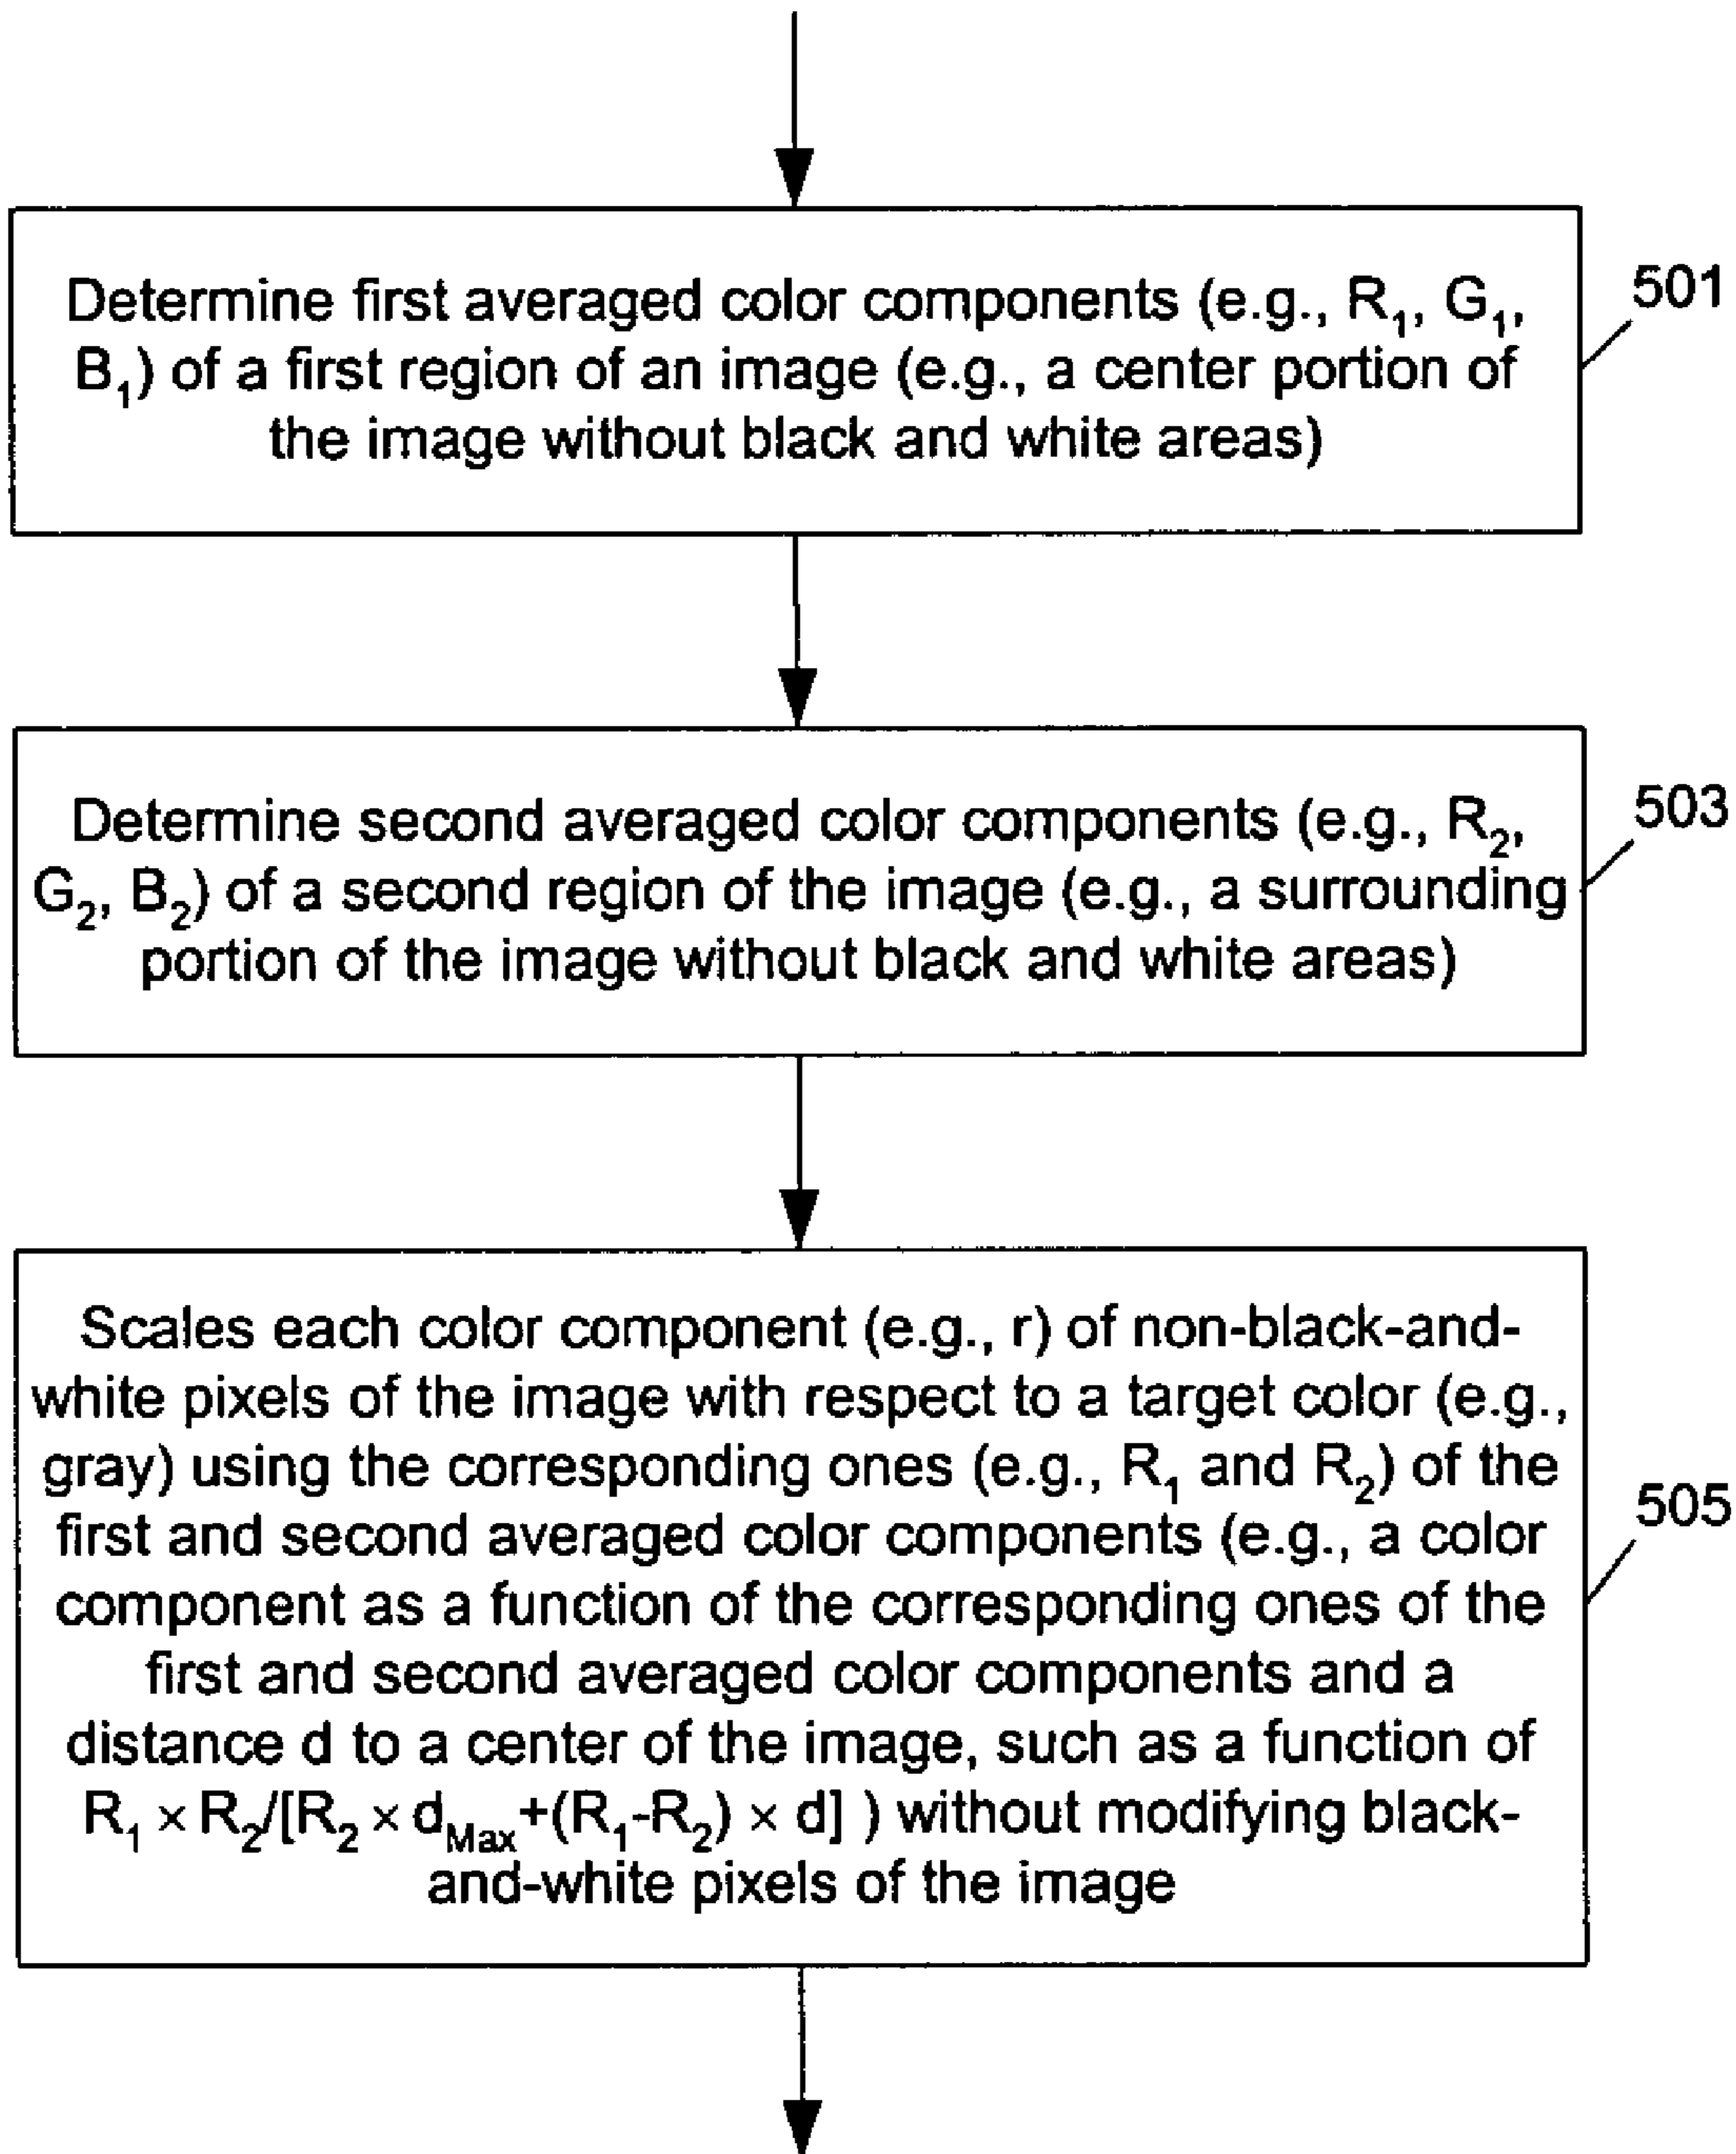 Determine first averaged color components (e.g., R₁, G₁,
B₁) of a first region of an image (e.g., a center portion of
the image without black and white areas)
501
Determine second averaged color components (e.g., R₂,
G₂, B₂) of a second region of the image (e.g., a surrounding
portion of the image without black and white areas)
503
Scales each color component (e.g., r) of non-black-and-
white pixels of the image with respect to a target color (e.g.,
gray) using the corresponding ones (e.g., R₁ and R₂) of the
first and second averaged color components (e.g., a color
component as a function of the corresponding ones of the
first and second averaged color components and a
distance d to a center of the image, such as a function of
R₁ × R₂/[R₂ × d_Max+(R₁-R₂) × d] ) without modifying black-
and-white pixels of the image
505